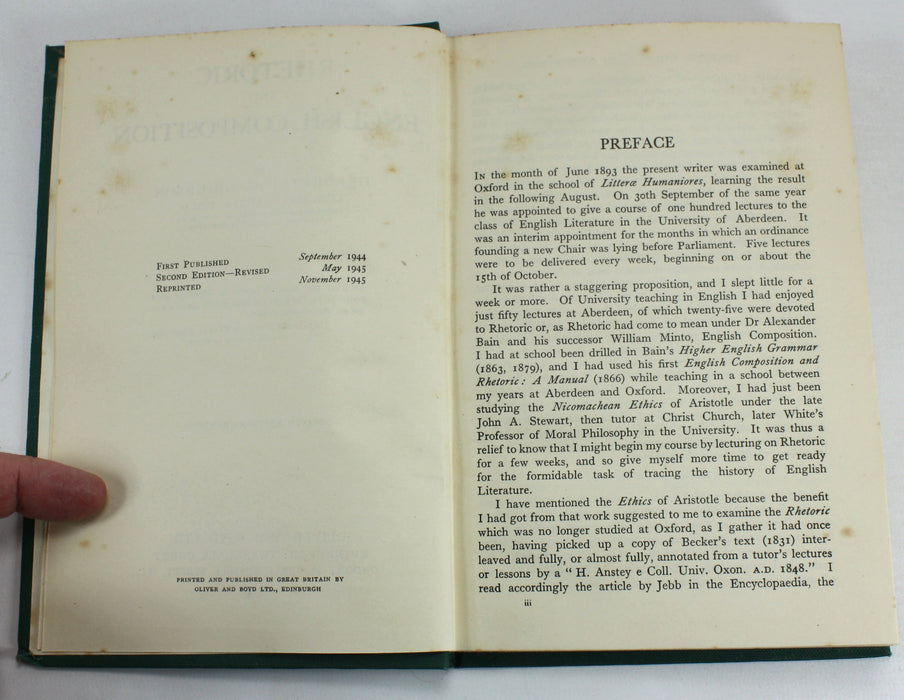 RHETORIC
ENGLISH COMPOSITION
FIRST PUBLISHED September 1944
SECOND EDITION—REVISED May 1945
REPRINTED November 1945
PRINTED AND PUBLISHED IN GREAT BRITAIN BY
OLIVER AND BOYD LTD., EDINBURGH
PREFACE
IN the month of June 1893 the present writer was examined at
Oxford in the school of Litteræ Humaniores, learning the result
in the following August. On 30th September of the same year
he was appointed to give a course of one hundred lectures to the
class of English Literature in the University of Aberdeen. It
was an interim appointment for the months in which an ordinance
founding a new Chair was lying before Parliament. Five lectures
were to be delivered every week, beginning on or about the
15th of October.
It was rather a staggering proposition, and I slept little for a
week or more. Of University teaching in English I had enjoyed
just fifty lectures at Aberdeen, of which twenty-five were devoted
to Rhetoric or, as Rhetoric had come to mean under Dr Alexander
Bain and his successor William Minto, English Composition.
I had at school been drilled in Bain's Higher English Grammar
(1863, 1879), and I had used his first English Composition and
Rhetoric: A Manual (1866) while teaching in a school between
my years at Aberdeen and Oxford. Moreover, I had just been
studying the Nicomachean Ethics of Aristotle under the late
John A. Stewart, then tutor at Christ Church, later White's
Professor of Moral Philosophy in the University. It was thus a
relief to know that I might begin my course by lecturing on Rhetoric
for a few weeks, and so give myself more time to get ready
for the formidable task of tracing the history of English
Literature.
I have mentioned the Ethics of Aristotle because the benefit
I had got from that work suggested to me to examine the Rhetoric
which was no longer studied at Oxford, as I gather it had once
been, having picked up a copy of Becker's text (1831) inter-
leaved and fully, or almost fully, annotated from a tutor's lectures
or lessons by a " H. Anstey e Coll. Univ. Oxon. A.D. 1848." I
read accordingly the article by Jebb in the Encyclopaedia, the
iii